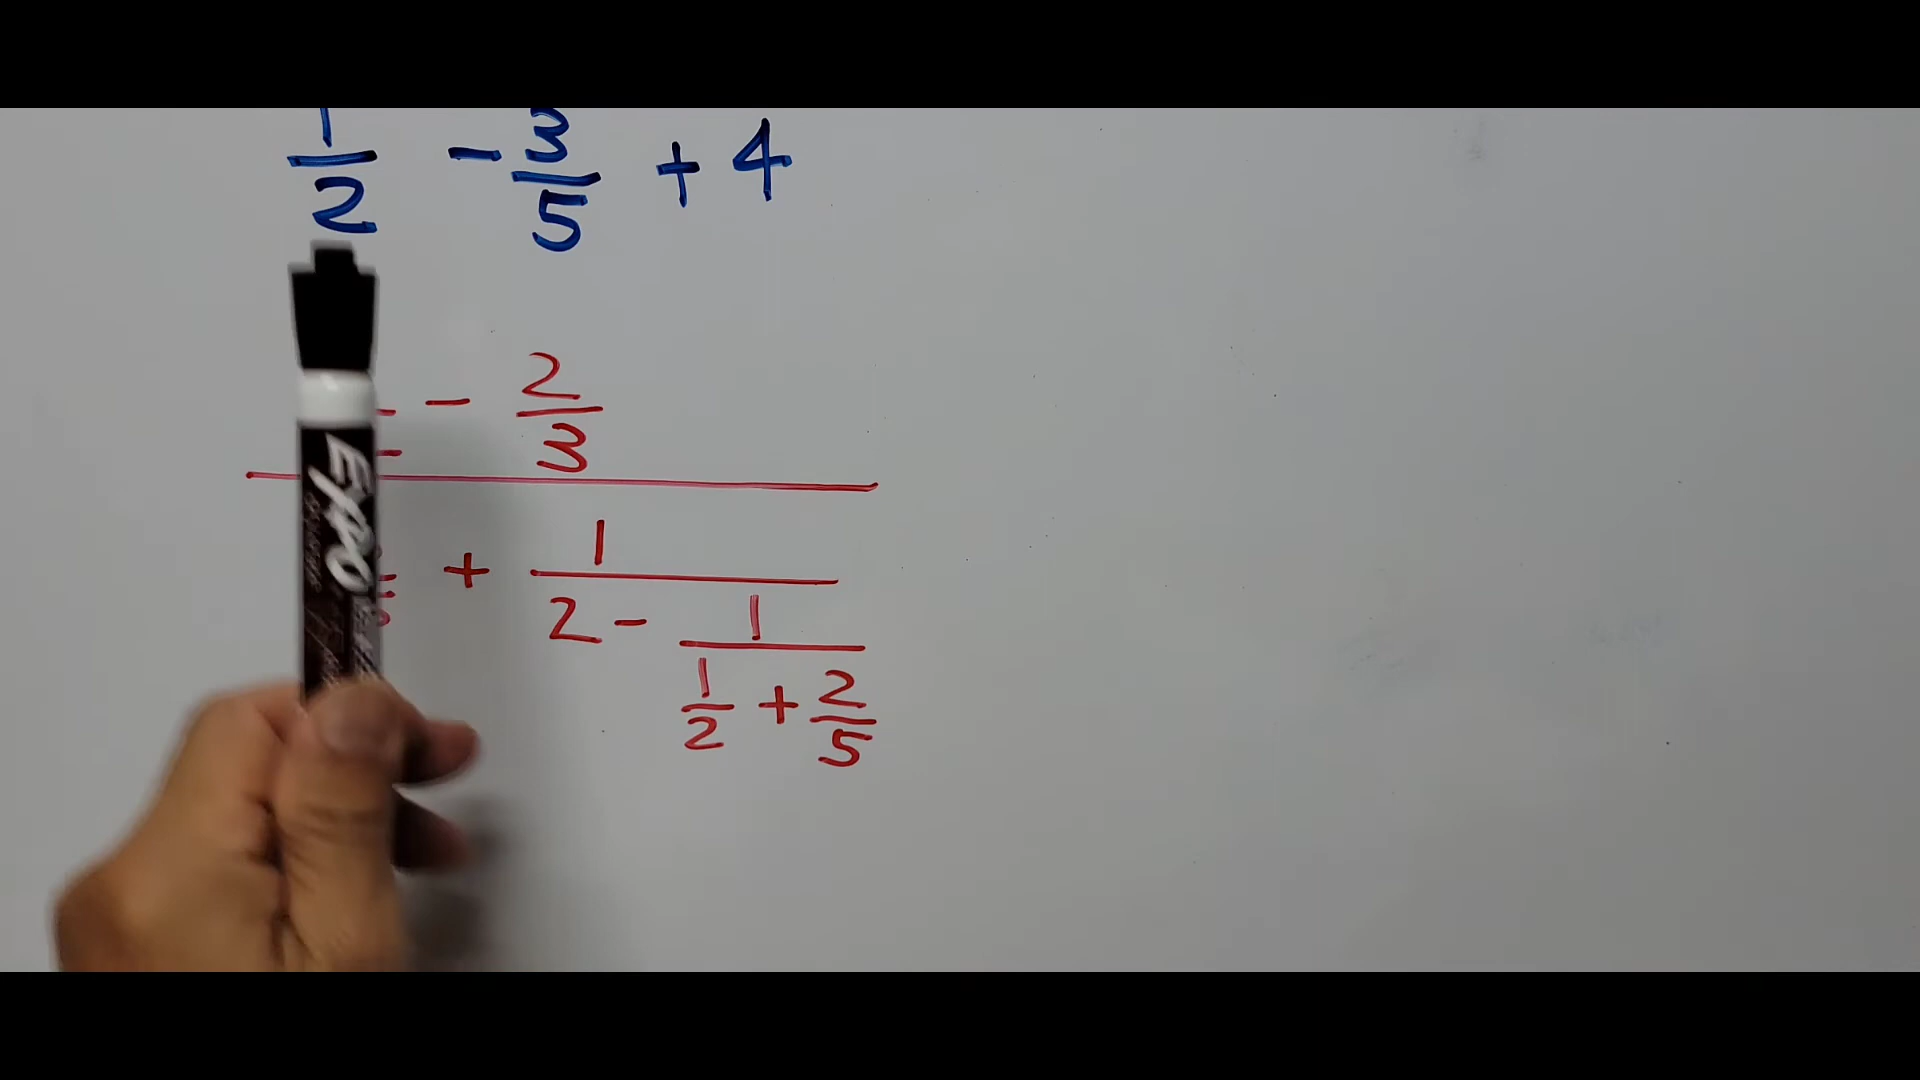 1/2 - 3/5 + 4
- 2/3
+ 1
2 - 1
1/2 + 2/5
EXPO